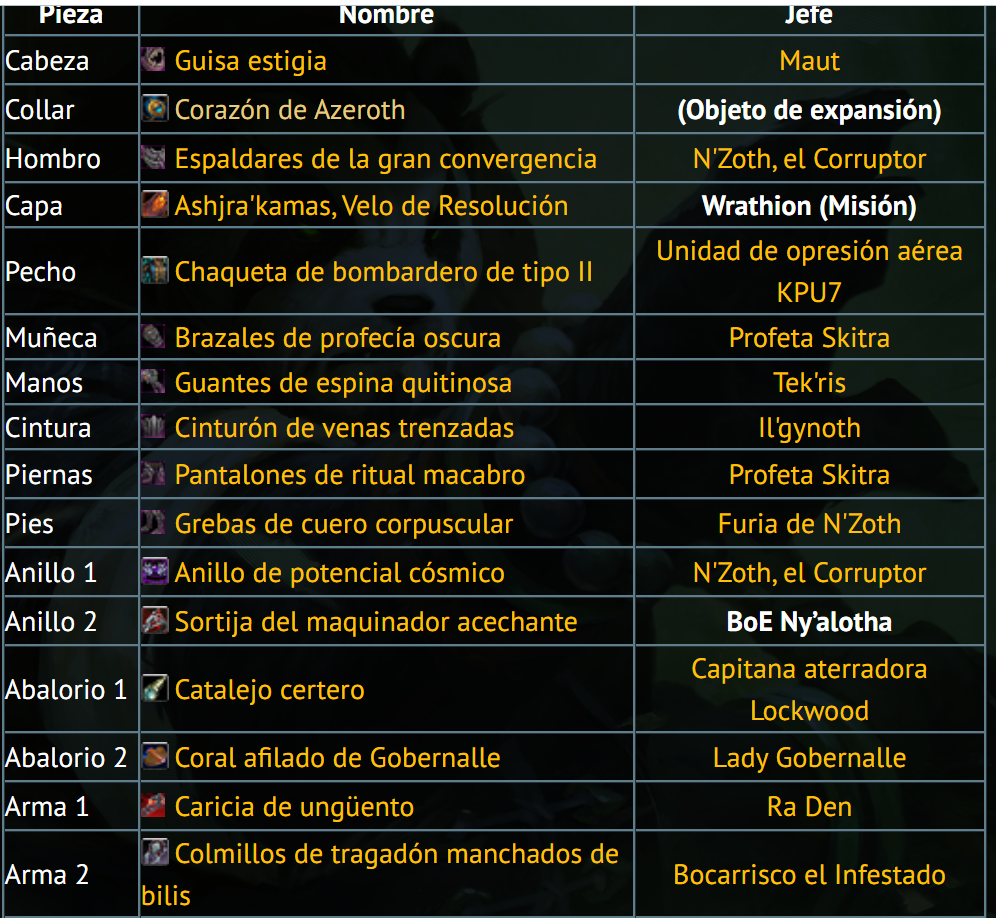 Pieza Nombre Jefe
Cabeza Guisa estigia Maut
Collar Corazón de Azeroth (Objeto de expansión)
Hombro Espaldares de la gran convergencia N'Zoth, el Corruptor
Capa Ashjra'kamas, Velo de Resolución Wrathion (Misión)
Pecho Chaqueta de bombardero de tipo II Unidad de opresión aérea
KPU7
Muñeca Brazales de profecía oscura Profeta Skitra
Manos Guantes de espina quitinosa Tek'ris
Cintura Cinturón de venas trenzadas Il'gynoth
Piernas Pantalones de ritual macabro Profeta Skitra
Pies Grebas de cuero corpuscular Furia de N'Zoth
Anillo 1 Anillo de potencial cósmico N'Zoth, el Corruptor
Anillo 2 Sortija del maquinador acechante BoE Ny’alotha
Abalorio 1 Catalejo certero Capitana aterradora
Lockwood
Abalorio 2 Coral afilado de Gobernalle Lady Gobernalle
Arma 1 Caricia de ungüento Ra Den
Arma 2 Colmillos de tragadón manchados de
bilis Bocarrisco el Infestado